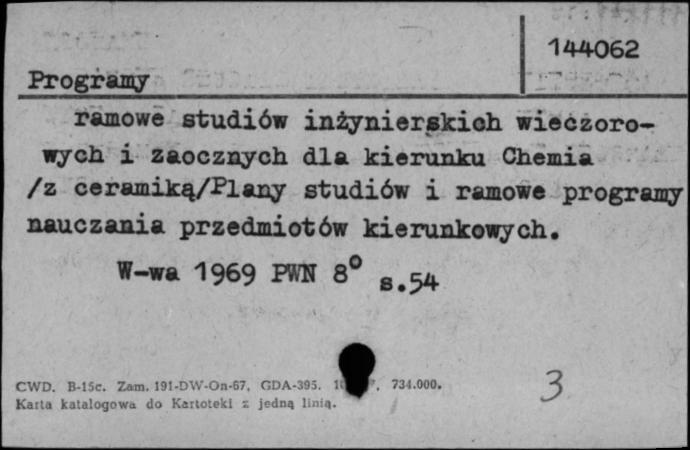 144062
Programy
ramowe studiów inżynierskich wieczoro-
wych i zaocznych dla kierunku Chemia
/z ceramiką/Plany studiów i ramowe programy
nauczania przedmiotów kierunkowych.
W-wa 1969 PWN 8° s.54
CWD. B-15c. Zam. 191-DW-On-67. GDA-395. 734.000.
Karta katalogowa do Kartoteki z jedną linią.
3